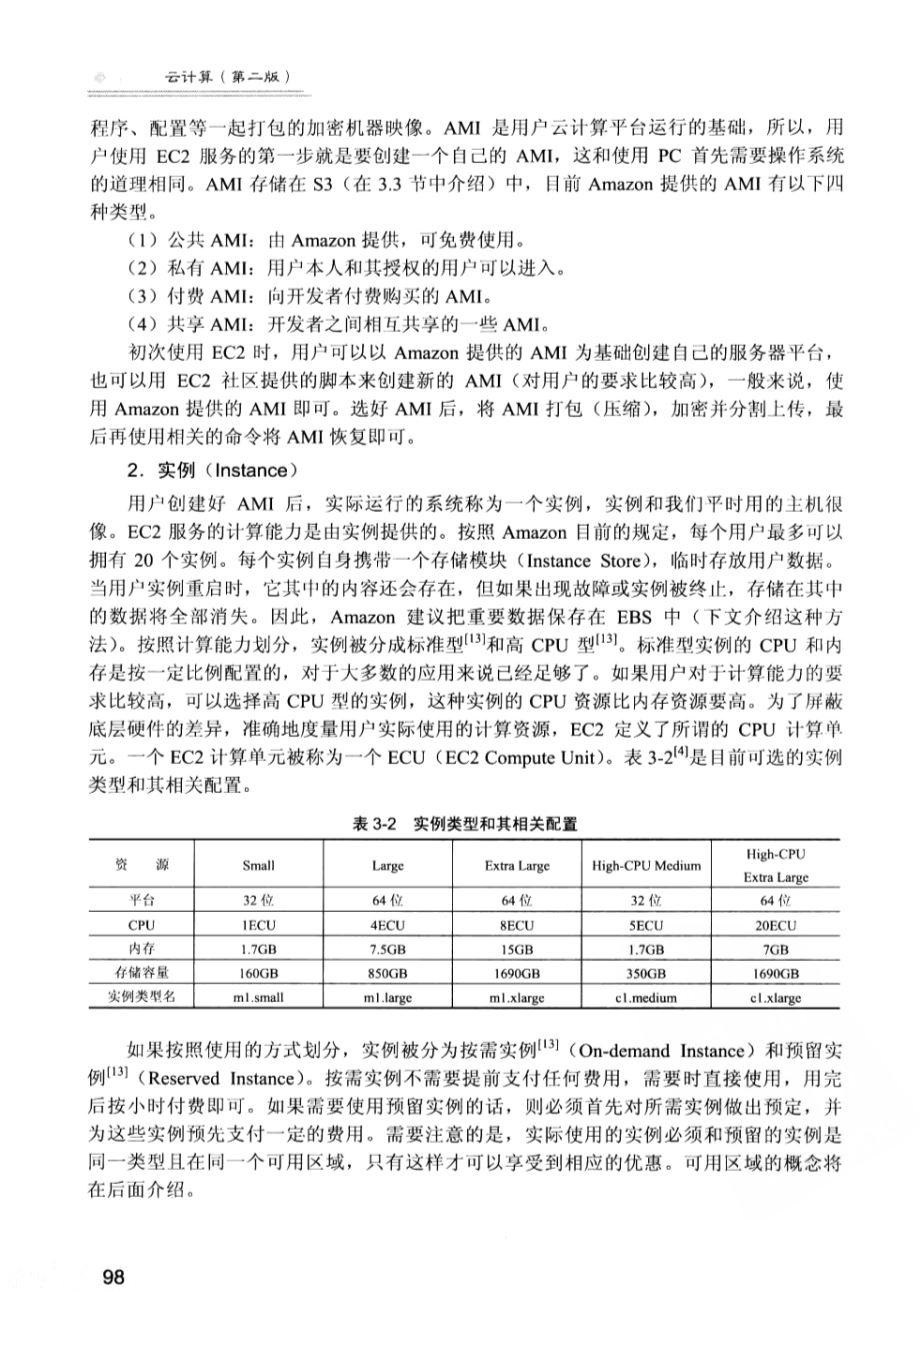 云计算（第二版）
程序、配置等一起打包的加密机器映像。AMI 是用户云计算平台运行的基础，所以，用
户使用 EC2 服务的第一步就是要创建一个自己的 AMI，这和使用 PC 首先需要操作系统
的道理相同。AMI 存储在 S3（在 3.3 节中介绍）中，目前 Amazon 提供的 AMI 有以下四
种类型。
（1）公共 AMI：由 Amazon 提供，可免费使用。
（2）私有 AMI：用户本人和其授权的用户可以进入。
（3）付费 AMI：向开发者付费购买的 AMI。
（4）共享 AMI：开发者之间相互共享的一些 AMI。
初次使用 EC2 时，用户可以以 Amazon 提供的 AMI 为基础创建自己的服务器平台，
也可以用 EC2 社区提供的脚本来创建新的 AMI（对用户的要求比较高），一般来说，使
用 Amazon 提供的 AMI 即可。选好 AMI 后，将 AMI 打包（压缩），加密并分割上传，最
后再使用相关的命令将 AMI 恢复即可。
2．实例（Instance）
用户创建好 AMI 后，实际运行的系统称为一个实例，实例和我们平时用的主机很
像。EC2 服务的计算能力是由实例提供的。按照 Amazon 目前的规定，每个用户最多可以
拥有 20 个实例。每个实例自身携带一个存储模块（Instance Store），临时存放用户数据。
当用户实例重启时，它其中的内容还会存在，但如果出现故障或实例被终止，存储在其中
的数据将全部消失。因此，Amazon 建议把重要数据保存在 EBS 中（下文介绍这种方
法）。按照计算能力划分，实例被分成标准型[13]和高 CPU 型[13]。标准型实例的 CPU 和内
存是按一定比例配置的，对于大多数的应用来说已经足够了。如果用户对于计算能力的要
求比较高，可以选择高 CPU 型的实例，这种实例的 CPU 资源比内存资源要高。为了屏蔽
底层硬件的差异，准确地度量用户实际使用的计算资源，EC2 定义了所谓的 CPU 计算单
元。一个 EC2 计算单元被称为一个 ECU（EC2 Compute Unit）。表 3-2[4]是目前可选的实例
类型和其相关配置。
表 3-2 实例类型和其相关配置
资 源 Small Large Extra Large High-CPU Medium High-CPU Extra Large
平台 32 位 64 位 64 位 32 位 64 位
CPU 1ECU 4ECU 8ECU 5ECU 20ECU
内存 1.7GB 7.5GB 15GB 1.7GB 7GB
存储容量 160GB 850GB 1690GB 350GB 1690GB
实例类型名 m1.small m1.large m1.xlarge c1.medium c1.xlarge
如果按照使用的方式划分，实例被分为按需实例[13]（On-demand Instance）和预留实
例[13]（Reserved Instance）。按需实例不需要提前支付任何费用，需要时直接使用，用完
后按小时付费即可。如果需要使用预留实例的话，则必须首先对所需实例做出预定，并
为这些实例预先支付一定的费用。需要注意的是，实际使用的实例必须和预留的实例是
同一类型且在同一个可用区域，只有这样才可以享受到相应的优惠。可用区域的概念将
在后面介绍。
98